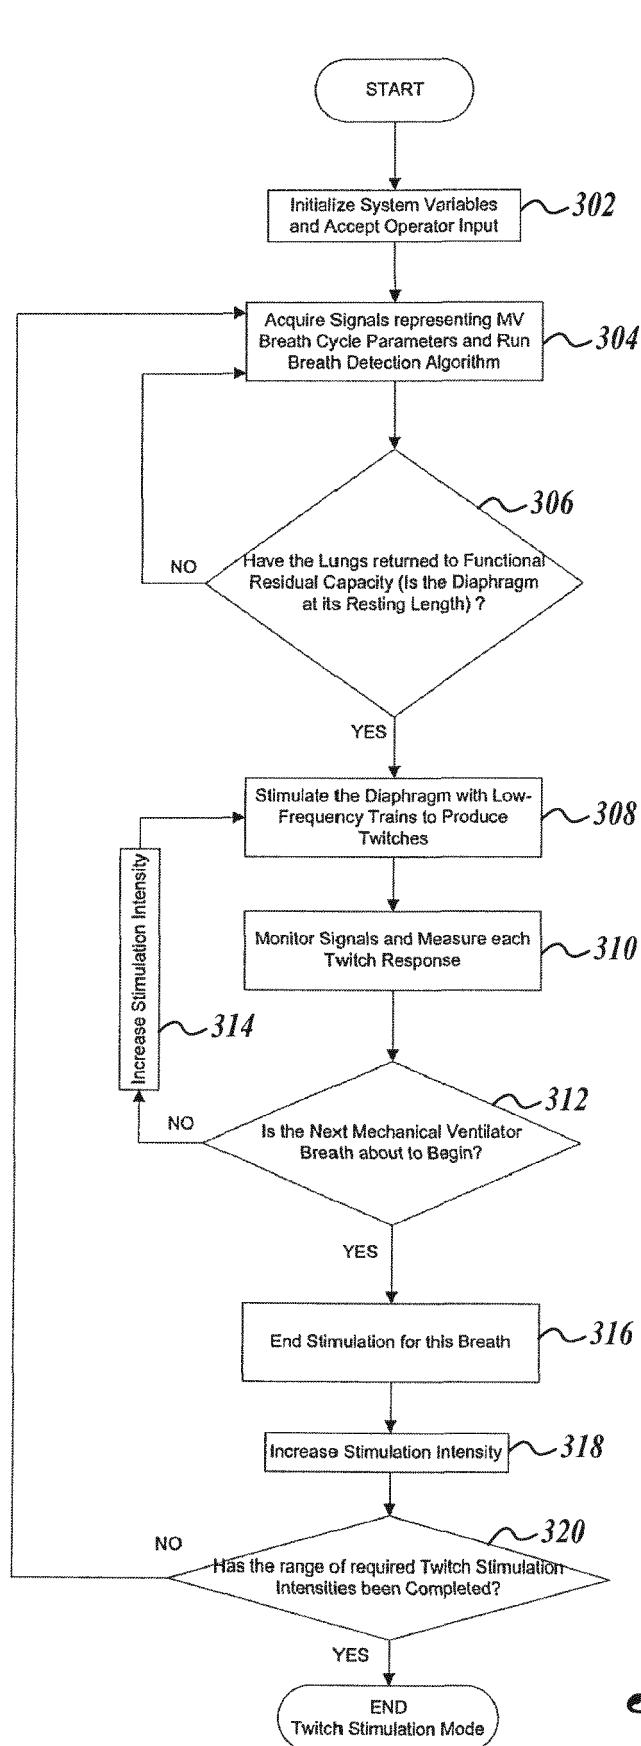 START
Initialize System Variables
and Accept Operator Input
302
Acquire Signals representing MV
Breath Cycle Parameters and Run
Breath Detection Algorithm
304
306
NO
Have the Lungs returned to Functional
Residual Capacity (Is the Diaphragm
at its Resting Length) ?
YES
Stimulate the Diaphragm with Low-
Frequency Trains to Produce
Twitches
308
Monitor Signals and Measure each
Twitch Response
310
Increase Stimulation Intensity
314
312
NO
Is the Next Mechanical Ventilator
Breath about to Begin?
YES
End Stimulation for this Breath
316
Increase Stimulation Intensity
318
320
NO
Has the range of required Twitch Stimulation
Intensities been Completed?
YES
END
Twitch Stimulation Mode